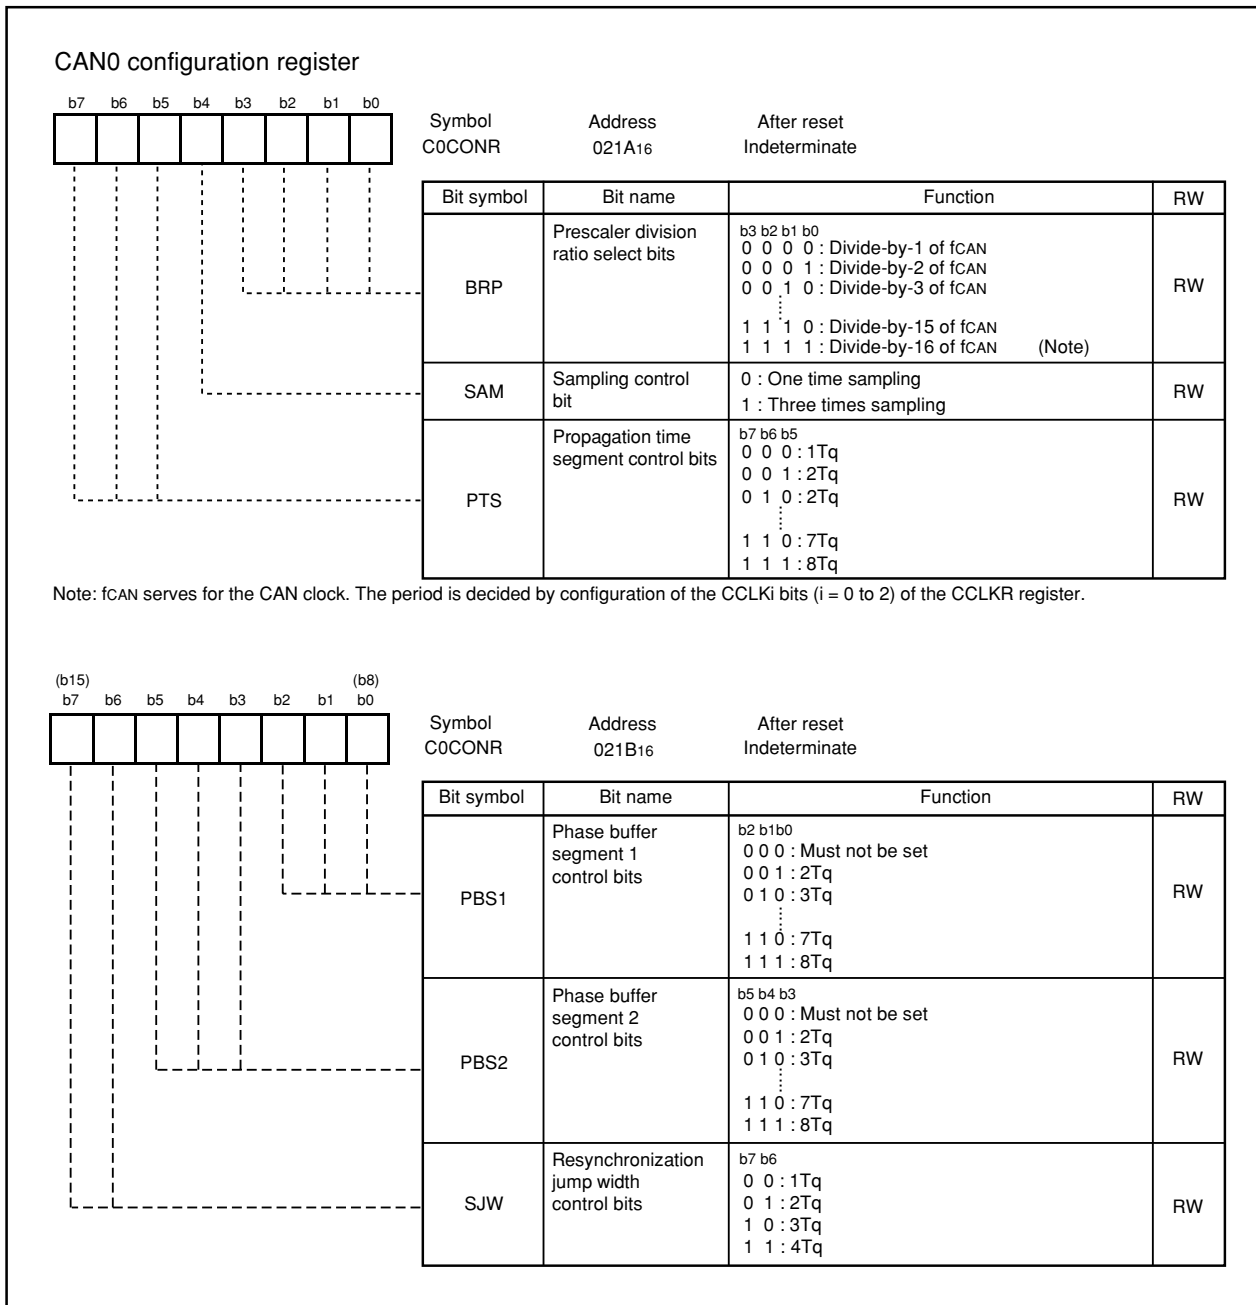 CAN0 configuration register
b7 b6 b5 b4 b3 b2 b1 b0
Symbol Address After reset
C0CONR 021A16 Indeterminate
Bit symbol Bit name Function RW
BRP
Prescaler division
ratio select bits
b3 b2 b1 b0
0 0 0 0 : Divide-by-1 of fCAN
0 0 0 1 : Divide-by-2 of fCAN
0 0 1 0 : Divide-by-3 of fCAN
1 1 1 0 : Divide-by-15 of fCAN
1 1 1 1 : Divide-by-16 of fCAN (Note)
RW
SAM
Sampling control
bit
0 : One time sampling
1 : Three times sampling
RW
PTS
Propagation time
segment control bits
b7 b6 b5
0 0 0 : 1Tq
0 0 1 : 2Tq
0 1 0 : 2Tq
1 1 0 : 7Tq
1 1 1 : 8Tq
RW
Note: fCAN serves for the CAN clock. The period is decided by configuration of the CCLKi bits (i = 0 to 2) of the CCLKR register.
(b15) (b8)
b7 b6 b5 b4 b3 b2 b1 b0
Symbol Address After reset
C0CONR 021B16 Indeterminate
Bit symbol Bit name Function RW
PBS1
Phase buffer
segment 1
control bits
b2 b1b0
0 0 0 : Must not be set
0 0 1 : 2Tq
0 1 0 : 3Tq
1 1 0 : 7Tq
1 1 1 : 8Tq
RW
PBS2
Phase buffer
segment 2
control bits
b5 b4 b3
0 0 0 : Must not be set
0 0 1 : 2Tq
0 1 0 : 3Tq
1 1 0 : 7Tq
1 1 1 : 8Tq
RW
SJW
Resynchronization
jump width
control bits
b7 b6
0 0 : 1Tq
0 1 : 2Tq
1 0 : 3Tq
1 1 : 4Tq
RW